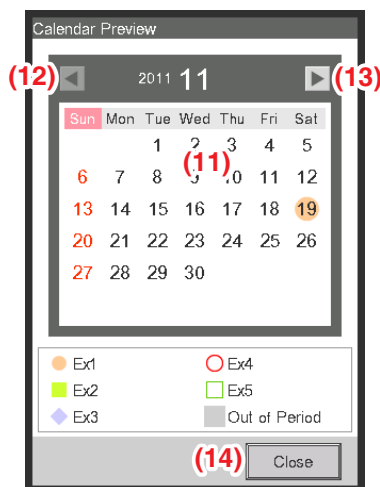 Calendar Preview
(12) 2011 11 (13)
Sun Mon Tue Wed Thu Fri Sat
1 2 3 4 5
(11)
6 7 8 9 10 11 12
13 14 15 16 17 18 19
20 21 22 23 24 25 26
27 28 29 30
Ex1 Ex4
Ex2 Ex5
Ex3 Out of Period
(14) Close